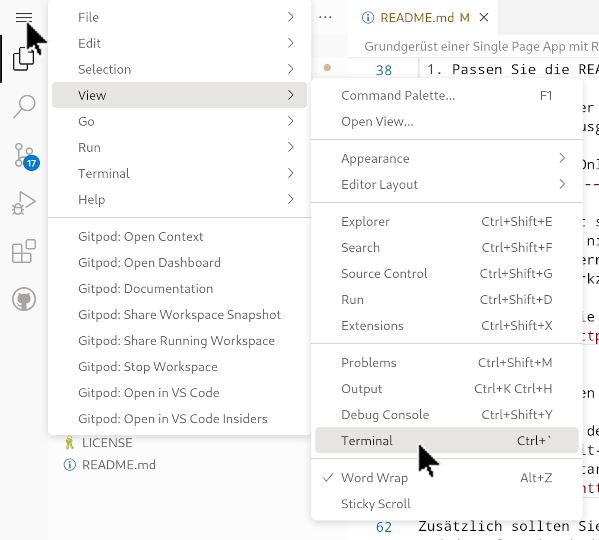 File
Edit
Selection
View
Go
Run
Terminal
Help
Gitpod: Open Context
Gitpod: Open Dashboard
Gitpod: Documentation
Gitpod: Share Workspace Snapshot
Gitpod: Share Running Workspace
Gitpod: Stop Workspace
Gitpod: Open in VS Code
Gitpod: Open in VS Code Insiders
17
LICENSE
README.md
README.md M
Grundgerüst einer Single Page App mit R
38 1. Passen Sie die REA
Command Palette... F1
Open View...
Appearance
Editor Layout
Explorer Ctrl+Shift+E
Search Ctrl+Shift+F
Source Control Ctrl+Shift+G
Run Ctrl+Shift+D
Extensions Ctrl+Shift+X
Problems Ctrl+Shift+M
Output Ctrl+K Ctrl+H
Debug Console Ctrl+Shift+Y
Terminal Ctrl+`
Word Wrap Alt+Z
Sticky Scroll
62 Zusätzlich sollten Sie